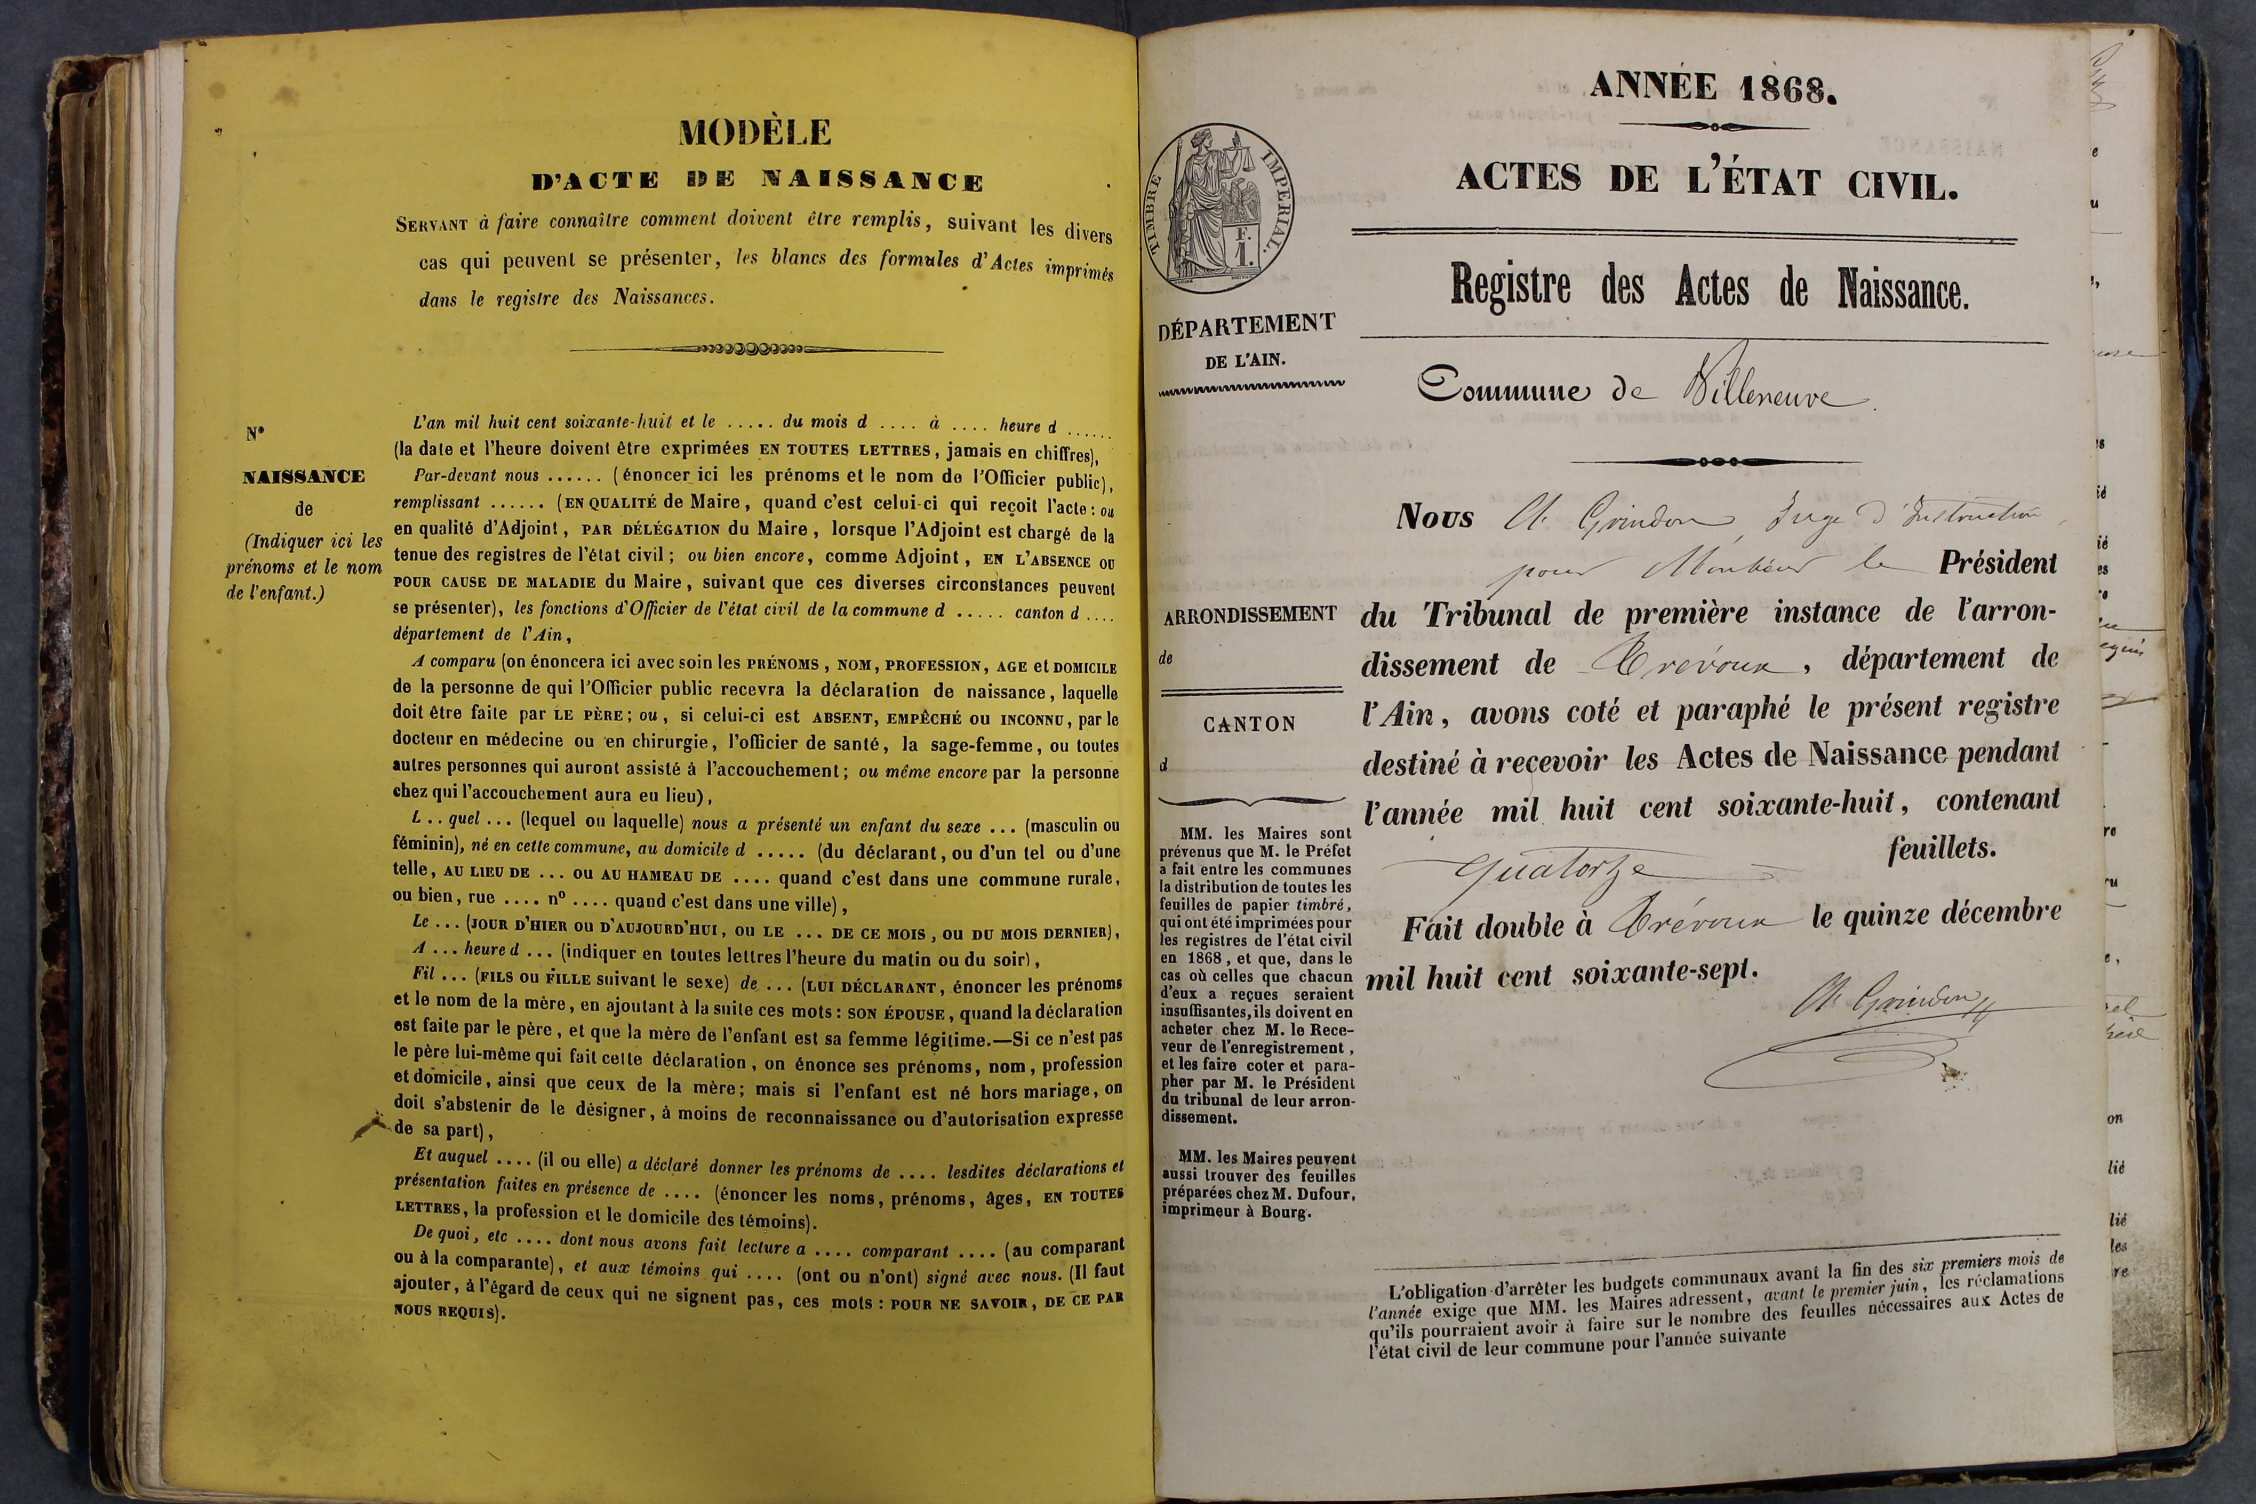 MODÈLE
D'ACTE DE NAISSANCE
SERVANT à faire connaître comment doivent être remplis, suivant les divers
cas qui peuvent se présenter, les blancs des formules d'Actes imprimés
dans le registre des Naissances.
N°
NAISSANCE
de
(Indiquer ici les
prénoms et le nom
de l'enfant.)
L'an mil huit cent soixante-huit et le ..... du mois d .... à .... heure d ......
(la date et l'heure doivent être exprimées EN TOUTES LETTRES, jamais en chiffres),
Par-devant nous ...... (énoncer ici les prénoms et le nom de l'Officier public),
remplissant ...... (EN QUALITÉ de Maire, quand c'est celui-ci qui reçoit l'acte: ou
en qualité d'Adjoint, PAR DÉLÉGATION du Maire, lorsque l'Adjoint est chargé de la
tenue des registres de l'état civil; ou bien encore, comme Adjoint, EN L'ABSENCE OU
POUR CAUSE DE MALADIE du Maire, suivant que ces diverses circonstances peuvent
se présenter), les fonctions d'Officier de l'état civil de la commune d ..... canton d ....
département de l'Ain,
A comparu (on énoncera ici avec soin les PRÉNOMS, NOM, PROFESSION, AGE et DOMICILE
de la personne de qui l'Officier public recevra la déclaration de naissance, laquelle
doit être faite par LE PÈRE; ou, si celui-ci est ABSENT, EMPÊCHÉ OU INCONNU, par le
docteur en médecine ou en chirurgie, l'officier de santé, la sage-femme, ou toutes
autres personnes qui auront assisté à l'accouchement; ou même encore par la personne
chez qui l'accouchement aura eu lieu),
L..quel ... (lequel ou laquelle) nous a présenté un enfant du sexe ... (masculin ou
féminin), né en cette commune, au domicile d ..... (du déclarant, ou d'un tel ou d'une
telle, AU LIEU DE ... OU AU HAMEAU DE .... quand c'est dans une commune rurale,
ou bien, rue .... n° .... quand c'est dans une ville),
Le ... (JOUR D'HIER OU D'AUJOURD'HUI, OU LE ... DE CE MOIS, OU DU MOIS DERNIER),
A ... heure d ... (indiquer en toutes lettres l'heure du matin ou du soir),
Fil ... (FILS OU FILLE suivant le sexe) de ... (LUI DÉCLARANT, énoncer les prénoms
et le nom de la mère, en ajoutant à la suite ces mots: SON ÉPOUSE, quand la déclaration
est faite par le père, et que la mère de l'enfant est sa femme légitime.—Si ce n'est pas
le père lui-même qui fait cette déclaration, on énonce ses prénoms, nom, profession
et domicile, ainsi que ceux de la mère; mais si l'enfant est né hors mariage, on
doit s'abstenir de le désigner, à moins de reconnaissance ou d'autorisation expresse
de sa part),
Et auquel .... (il ou elle) a déclaré donner les prénoms de .... lesdites déclarations et
présentation faites en présence de .... (énoncer les noms, prénoms, âges, EN TOUTES
LETTRES, la profession et le domicile des témoins).
De quoi, etc .... dont nous avons fait lecture a .... comparant .... (au comparant
ou à la comparante), et aux témoins qui .... (ont ou n'ont) signé avec nous. (Il faut
ajouter, à l'égard de ceux qui ne signent pas, ces mots: POUR NE SAVOIR, DE CE PAR
NOUS REQUIS).
ANNÉE 1868.
ACTES DE L'ÉTAT CIVIL.
Registre des Actes de Naissance.
Commune de Villeneuve.
TIMBRE IMPÉRIAL.
F.
1.
DÉPARTEMENT
DE L'AIN.
ARRONDISSEMENT
de
CANTON
d
MM. les Maires sont
prévenus que M. le Préfet
a fait entre les communes
la distribution de toutes les
feuilles de papier timbré,
qui ont été imprimées pour
les registres de l'état civil
en 1868, et que, dans le
cas où celles que chacun
d'eux a reçues seraient
insuffisantes, ils doivent en
acheter chez M. le Rece-
veur de l'enregistrement,
et les faire coter et para-
pher par M. le Président
du tribunal de leur arron-
dissement.
MM. les Maires peuvent
aussi trouver des feuilles
préparées chez M. Dufour,
imprimeur à Bourg.
Nous Ch. Grindon, Juge d'Instruction
pour Monsieur le Président
du Tribunal de première instance de l'arron-
dissement de Trévoux, département de
l'Ain, avons coté et paraphé le présent registre
destiné à recevoir les Actes de Naissance pendant
l'année mil huit cent soixante-huit, contenant
quatorze feuillets.
Fait double à Trévoux le quinze décembre
mil huit cent soixante-sept.
Ch. Grindon
L'obligation d'arrêter les budgets communaux avant la fin des six premiers mois de
l'année exige que MM. les Maires adressent, avant le premier juin, les réclamations
qu'ils pourraient avoir à faire sur le nombre des feuilles nécessaires aux Actes de
l'état civil de leur commune pour l'année suivante